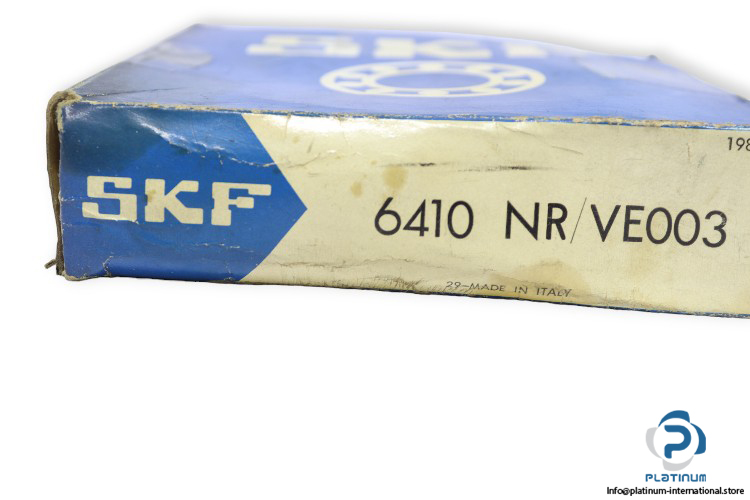 SKF
198
SKF
6410 NR/VE003
29-MADE IN ITALY
PLATINUM
Info@platinum-international.store